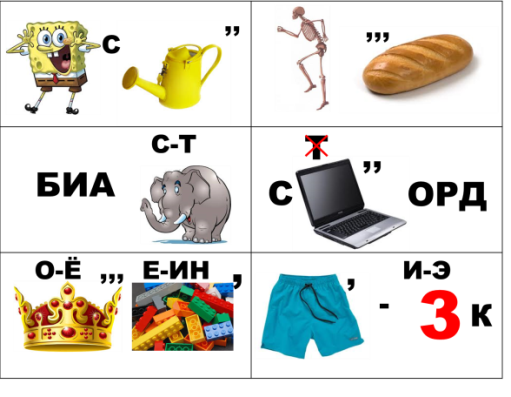 С ,,
,,,
С-Т
БИА
Т ,,
С ОРД
О-Ё ,,, Е-ИН ,
, И-Э
- 3 К